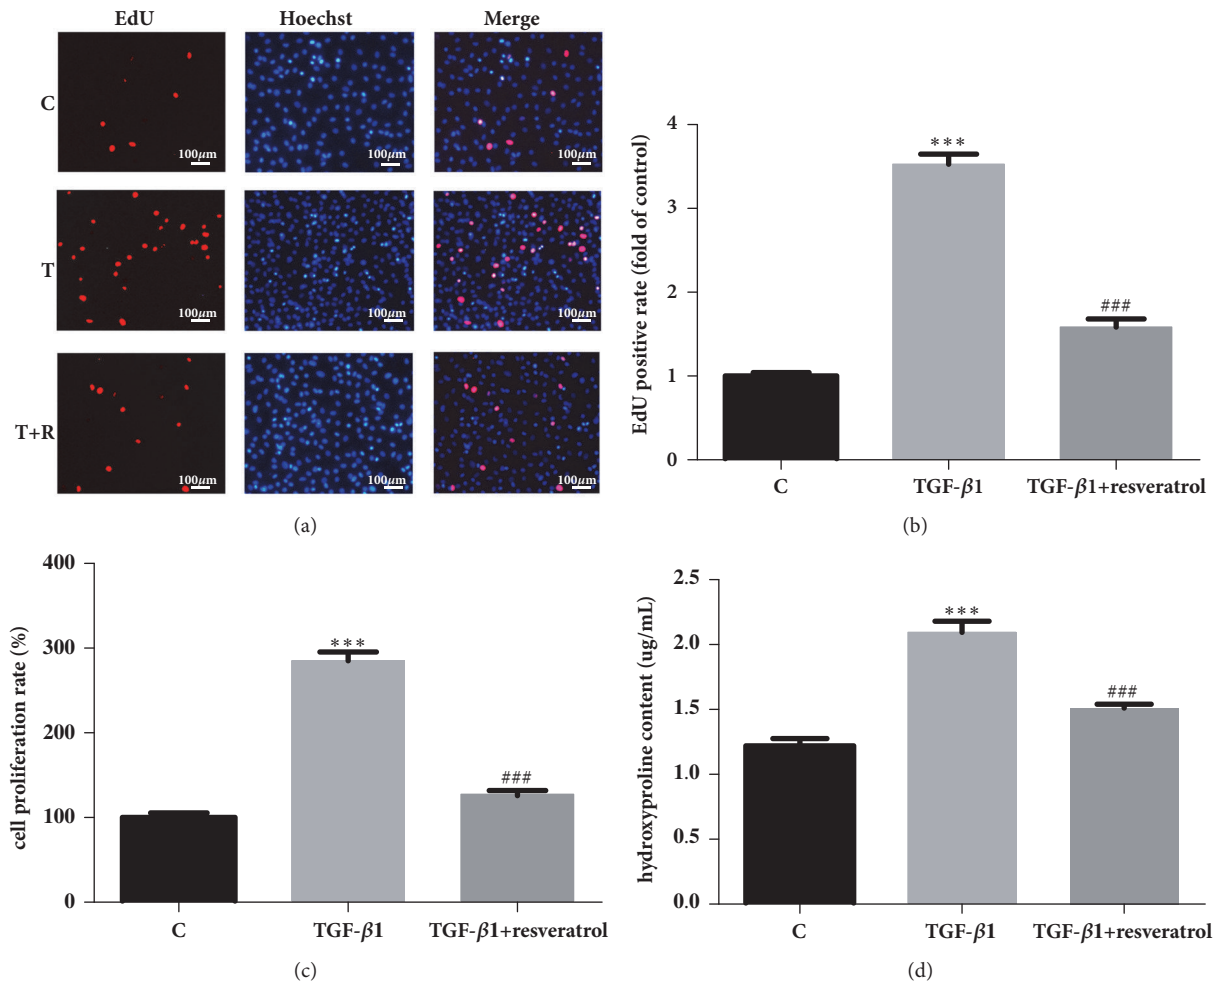 EdU Hoechst Merge
C
100μm 100μm 100μm
T
100μm 100μm 100μm
T+R
100μm 100μm 100μm
(a)
EdU positive rate (fold of control)
4
3
2
1
0
***
###
C TGF-β1 TGF-β1+resveratrol
(b)
cell proliferation rate (%)
400
300
200
100
0
***
###
C TGF-β1 TGF-β1+resveratrol
(c)
hydroxyproline content (ug/mL)
2.5
2.0
1.5
1.0
0.5
0.0
***
###
C TGF-β1 TGF-β1+resveratrol
(d)